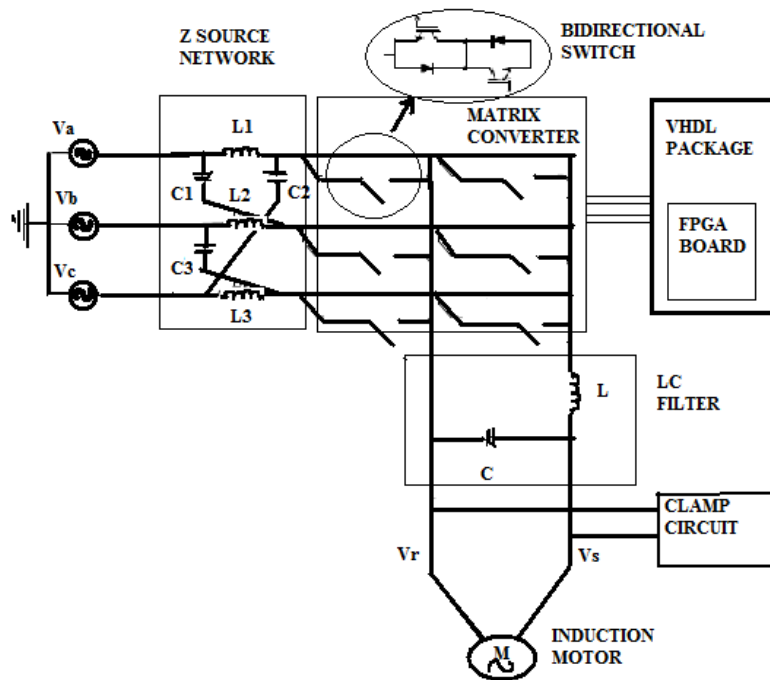 Z SOURCE
NETWORK
BIDIRECTIONAL
SWITCH
MATRIX
CONVERTER
VHDL
PACKAGE
FPGA
BOARD
Va
L1
C1
C2
Vb
L2
C3
Vc
L3
L
LC
FILTER
C
CLAMP
CIRCUIT
Vr
Vs
M
INDUCTION
MOTOR